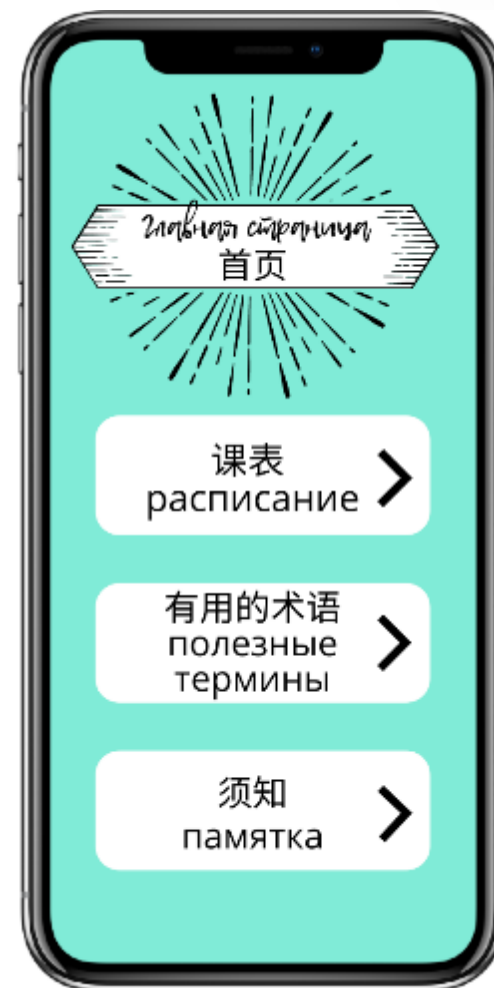 Главная страница
首页
课表
расписание
有用的术语
полезные
термины
须知
памятка